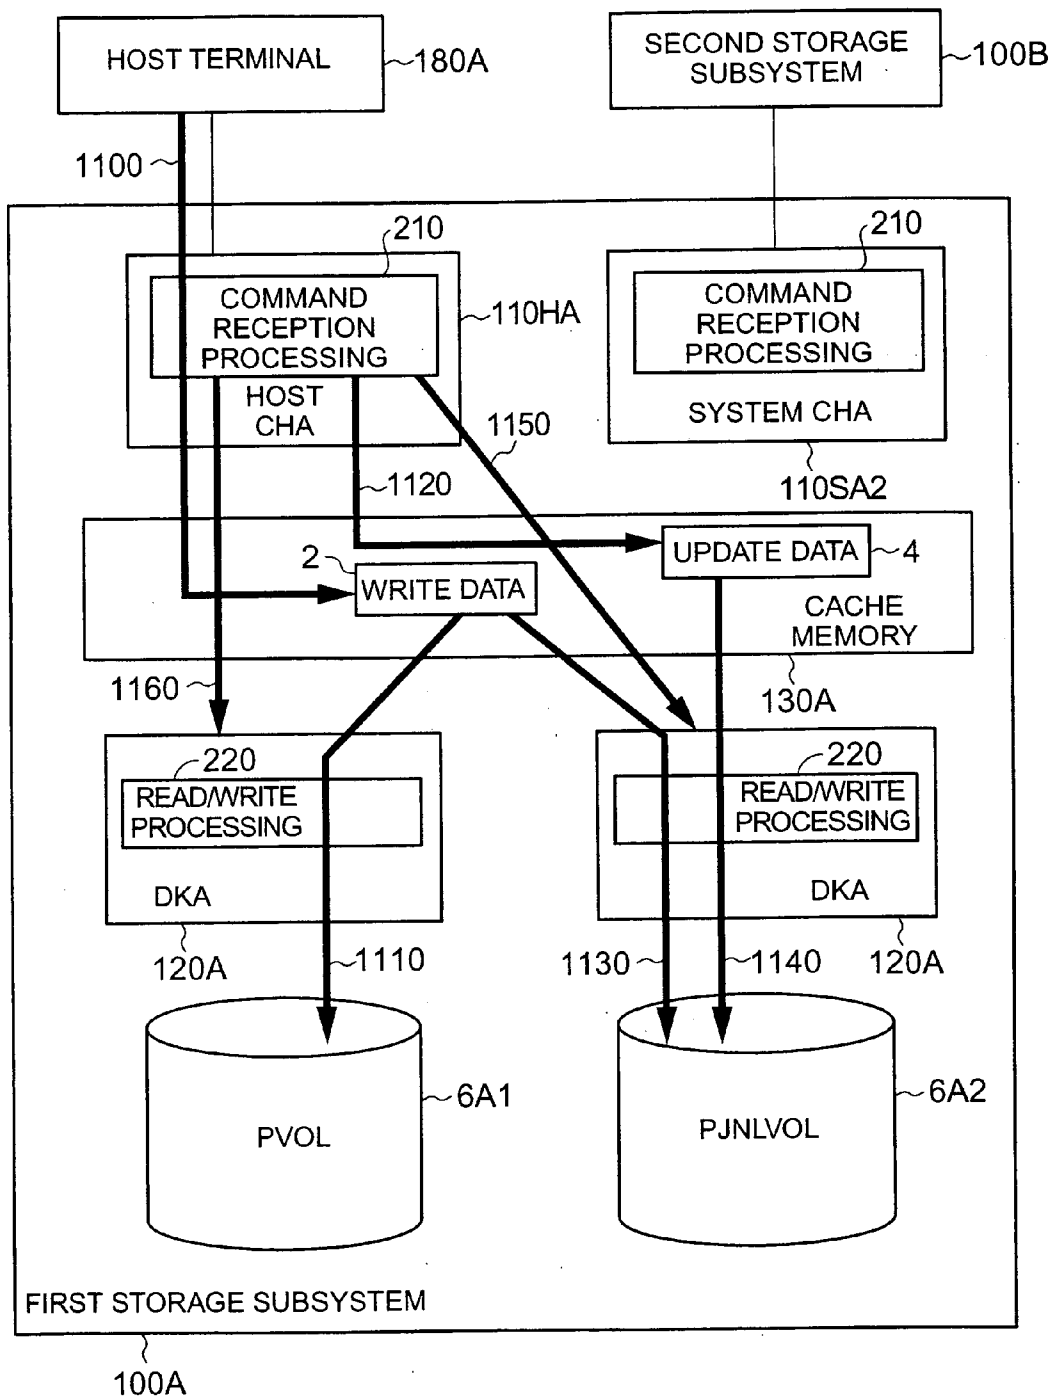 HOST TERMINAL
180A
SECOND STORAGE
SUBSYSTEM
100B
1100
210
COMMAND
RECEPTION
PROCESSING
110HA
HOST
CHA
210
COMMAND
RECEPTION
PROCESSING
SYSTEM CHA
110SA2
1150
1120
2
WRITE DATA
UPDATE DATA
4
CACHE
MEMORY
130A
1160
220
READ/WRITE
PROCESSING
DKA
120A
220
READ/WRITE
PROCESSING
DKA
120A
1110
1130
1140
PVOL
6A1
PJNLVOL
6A2
FIRST STORAGE SUBSYSTEM
100A